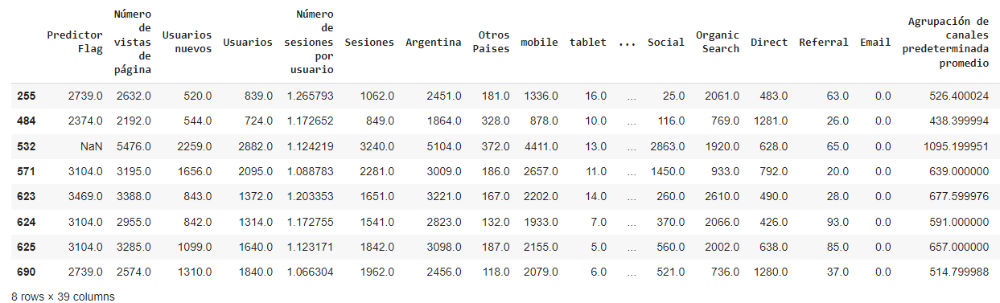 Predictor Flag Número de vistas de página Usuarios nuevos Usuarios Número de sesiones por usuario Sesiones Argentina Otros Paises mobile tablet ... Social Organic Search Direct Referral Email Agrupación de canales predeterminada promedio
255 2739.0 2632.0 520.0 839.0 1.265793 1062.0 2451.0 181.0 1336.0 16.0 ... 25.0 2061.0 483.0 63.0 0.0 526.400024
484 2374.0 2192.0 544.0 724.0 1.172652 849.0 1864.0 328.0 878.0 10.0 ... 116.0 769.0 1281.0 26.0 0.0 438.399994
532 NaN 5476.0 2259.0 2882.0 1.124219 3240.0 5104.0 372.0 4411.0 13.0 ... 2863.0 1920.0 628.0 65.0 0.0 1095.199951
571 3104.0 3195.0 1656.0 2095.0 1.088783 2281.0 3009.0 186.0 2657.0 11.0 ... 1450.0 933.0 792.0 20.0 0.0 639.000000
623 3469.0 3388.0 843.0 1372.0 1.203353 1651.0 3221.0 167.0 2202.0 14.0 ... 260.0 2610.0 490.0 28.0 0.0 677.599976
624 3104.0 2955.0 842.0 1314.0 1.172755 1541.0 2823.0 132.0 1933.0 7.0 ... 370.0 2066.0 426.0 93.0 0.0 591.000000
625 3104.0 3285.0 1099.0 1640.0 1.123171 1842.0 3098.0 187.0 2155.0 5.0 ... 560.0 2002.0 638.0 85.0 0.0 657.000000
690 2739.0 2574.0 1310.0 1840.0 1.066304 1962.0 2456.0 118.0 2079.0 6.0 ... 521.0 736.0 1280.0 37.0 0.0 514.799988
8 rows × 39 columns